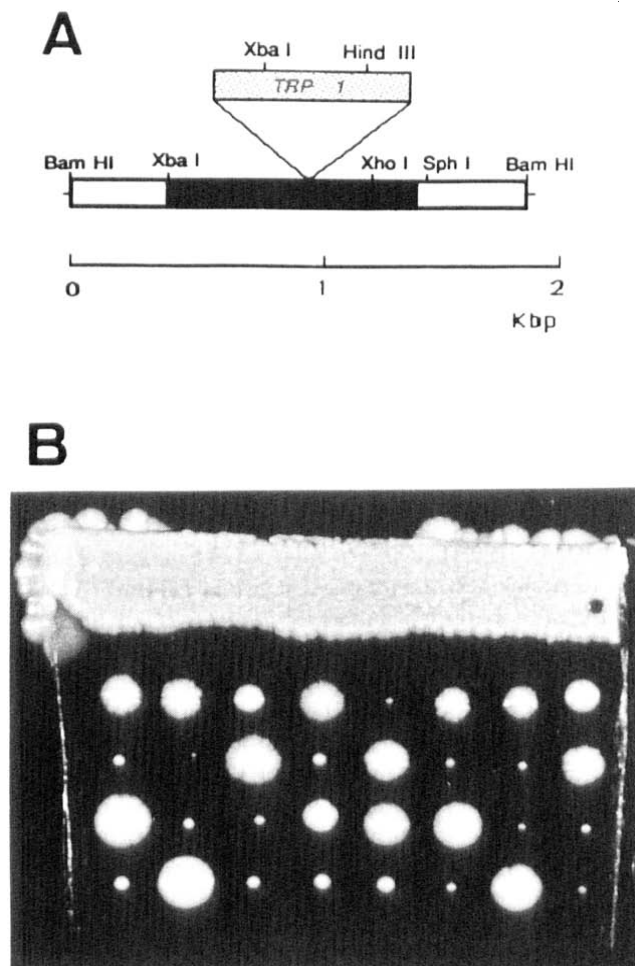 A
Xba I Hind III
TRP 1
Bam HI Xba I Xho I Sph I Bam HI
0 1 2
Kbp
B